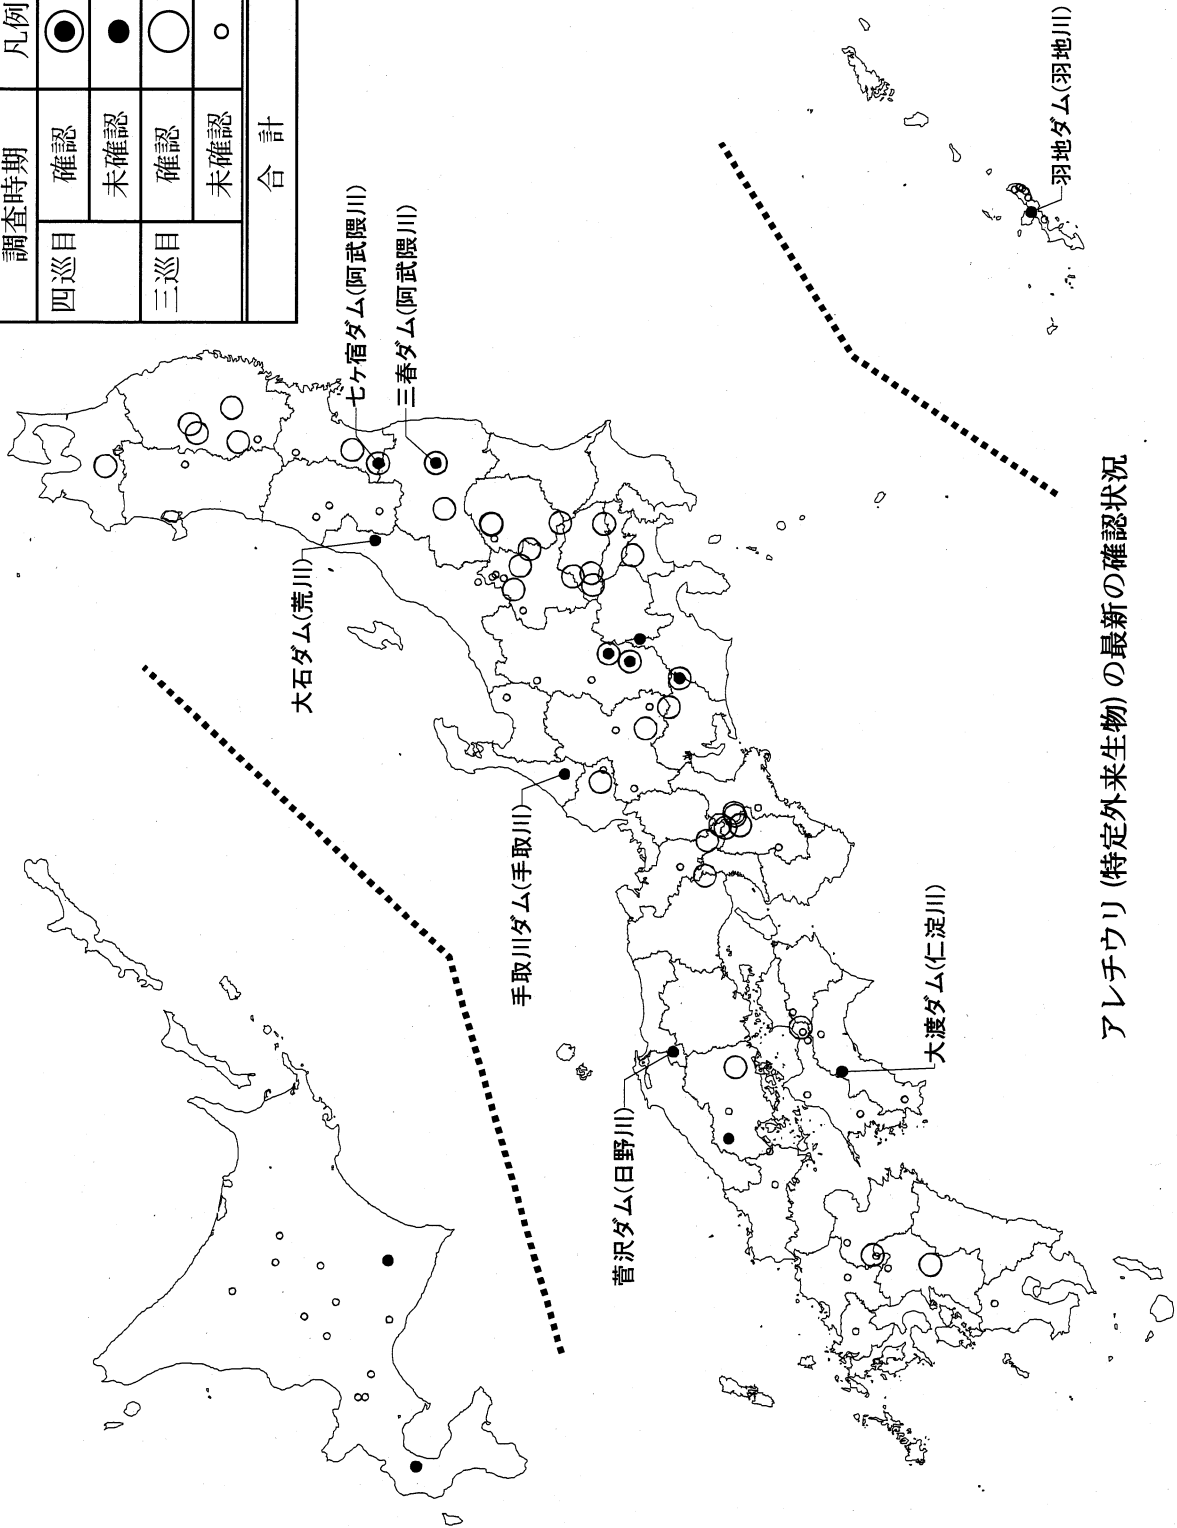 調査時期 凡例
四巡目 確認
未確認
三巡目 確認
未確認
合計
七ヶ宿ダム(阿武隈川)
三春ダム(阿武隈川)
大石ダム(荒川)
手取川ダム(手取川)
菅沢ダム(日野川)
大渡ダム(仁淀川)
羽地ダム(羽地川)
アレチウリ(特定外来生物)の最新の確認状況